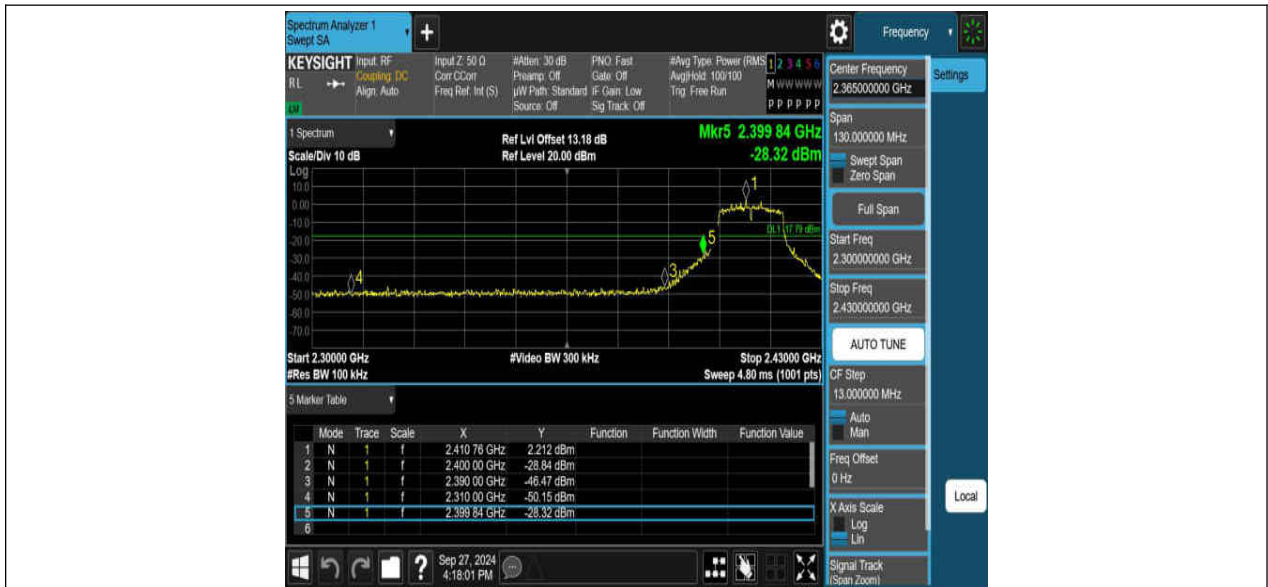 Spectrum Analyzer 1
Swept SA
+
Frequency
KEYSIGHT
RL
Input: RF
Coupling: DC
Align: Auto
Input Z: 50 Ω
Corr CCorr
Freq Ref: Int (S)
#Atten: 30 dB
Preamp: Off
µW Path: Standard
Source: Off
PNO: Fast
Gate: Off
IF Gain: Low
Sig Track: Off
#Avg Type: Power (RMS
Avg|Hold: 100/100
Trig: Free Run
1 2 3 4 5 6
M W W W W W
P P P P P P
1 Spectrum
Scale/Div 10 dB
Ref Lvl Offset 13.18 dB
Ref Level 20.00 dBm
Mkr5 2.399 84 GHz
-28.32 dBm
Log
10.0
0.00
-10.0
-20.0
-30.0
-40.0
-50.0
-60.0
-70.0
1
DL1 -17.79 dBm
5
3
4
Start 2.30000 GHz
#Video BW 300 kHz
Stop 2.43000 GHz
#Res BW 100 kHz
Sweep 4.80 ms (1001 pts)
5 Marker Table
Mode Trace Scale X Y Function Function Width Function Value
1 N 1 f 2.410 76 GHz 2.212 dBm
2 N 1 f 2.400 00 GHz -28.84 dBm
3 N 1 f 2.390 00 GHz -46.47 dBm
4 N 1 f 2.310 00 GHz -50.15 dBm
5 N 1 f 2.399 84 GHz -28.32 dBm
6
?
Sep 27, 2024
4:18:01 PM
Center Frequency
2.365000000 GHz
Span
130.000000 MHz
Swept Span
Zero Span
Full Span
Start Freq
2.300000000 GHz
Stop Freq
2.430000000 GHz
AUTO TUNE
CF Step
13.000000 MHz
Auto
Man
Freq Offset
0 Hz
X Axis Scale
Log
Lin
Signal Track
(Span Zoom)
Settings
Local